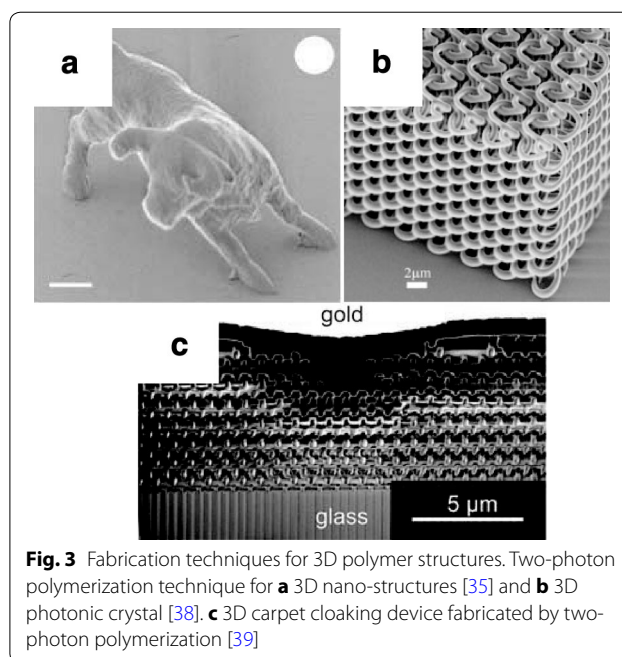 a
b
2μm
gold
c
5 μm
glass
Fig. 3 Fabrication techniques for 3D polymer structures. Two-photon
polymerization technique for a 3D nano-structures [35] and b 3D
photonic crystal [38]. c 3D carpet cloaking device fabricated by two-
photon polymerization [39]